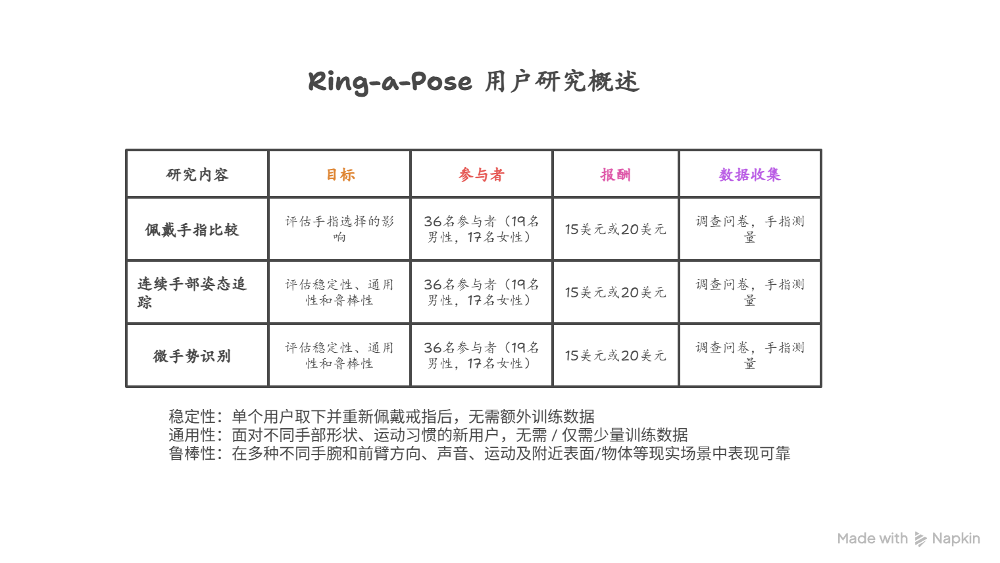 Ring-a-Pose 用户研究概述
研究内容
目标
参与者
报酬
数据收集
佩戴手指比较
评估手指选择的影
响
36名参与者（19名
男性，17名女性）
15美元或20美元
调查问卷，手指测
量
连续手部姿态追
踪
评估稳定性、通用
性和鲁棒性
36名参与者（19名
男性，17名女性）
15美元或20美元
调查问卷，手指测
量
微手势识别
评估稳定性、通用
性和鲁棒性
36名参与者（19名
男性，17名女性）
15美元或20美元
调查问卷，手指测
量
稳定性：单个用户取下并重新佩戴戒指后，无需额外训练数据
通用性：面对不同手部形状、运动习惯的新用户，无需 / 仅需少量训练数据
鲁棒性：在多种不同手腕和前臂方向、声音、运动及附近表面/物体等现实场景中表现可靠
Made with Napkin